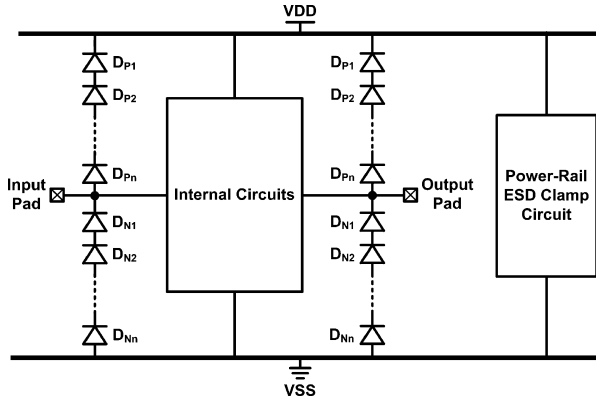 VDD
DP1
DP2
DPn
DN1
DN2
DNn
Input
Pad
Internal Circuits
DP1
DP2
DPn
DN1
DN2
DNn
Output
Pad
Power-Rail
ESD Clamp
Circuit
VSS